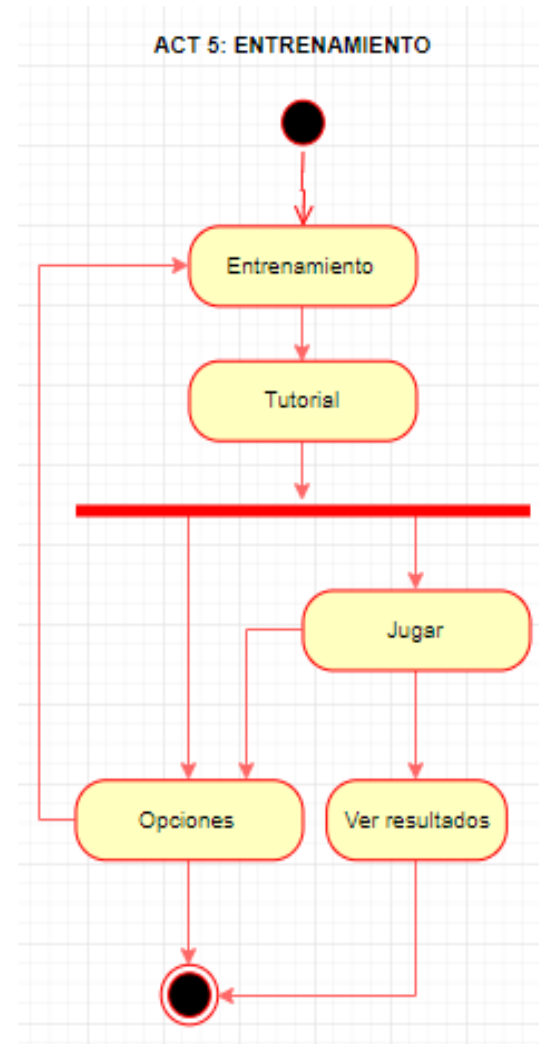 ACT 5: ENTRENAMIENTO
Entrenamiento
Tutorial
Jugar
Opciones
Ver resultados